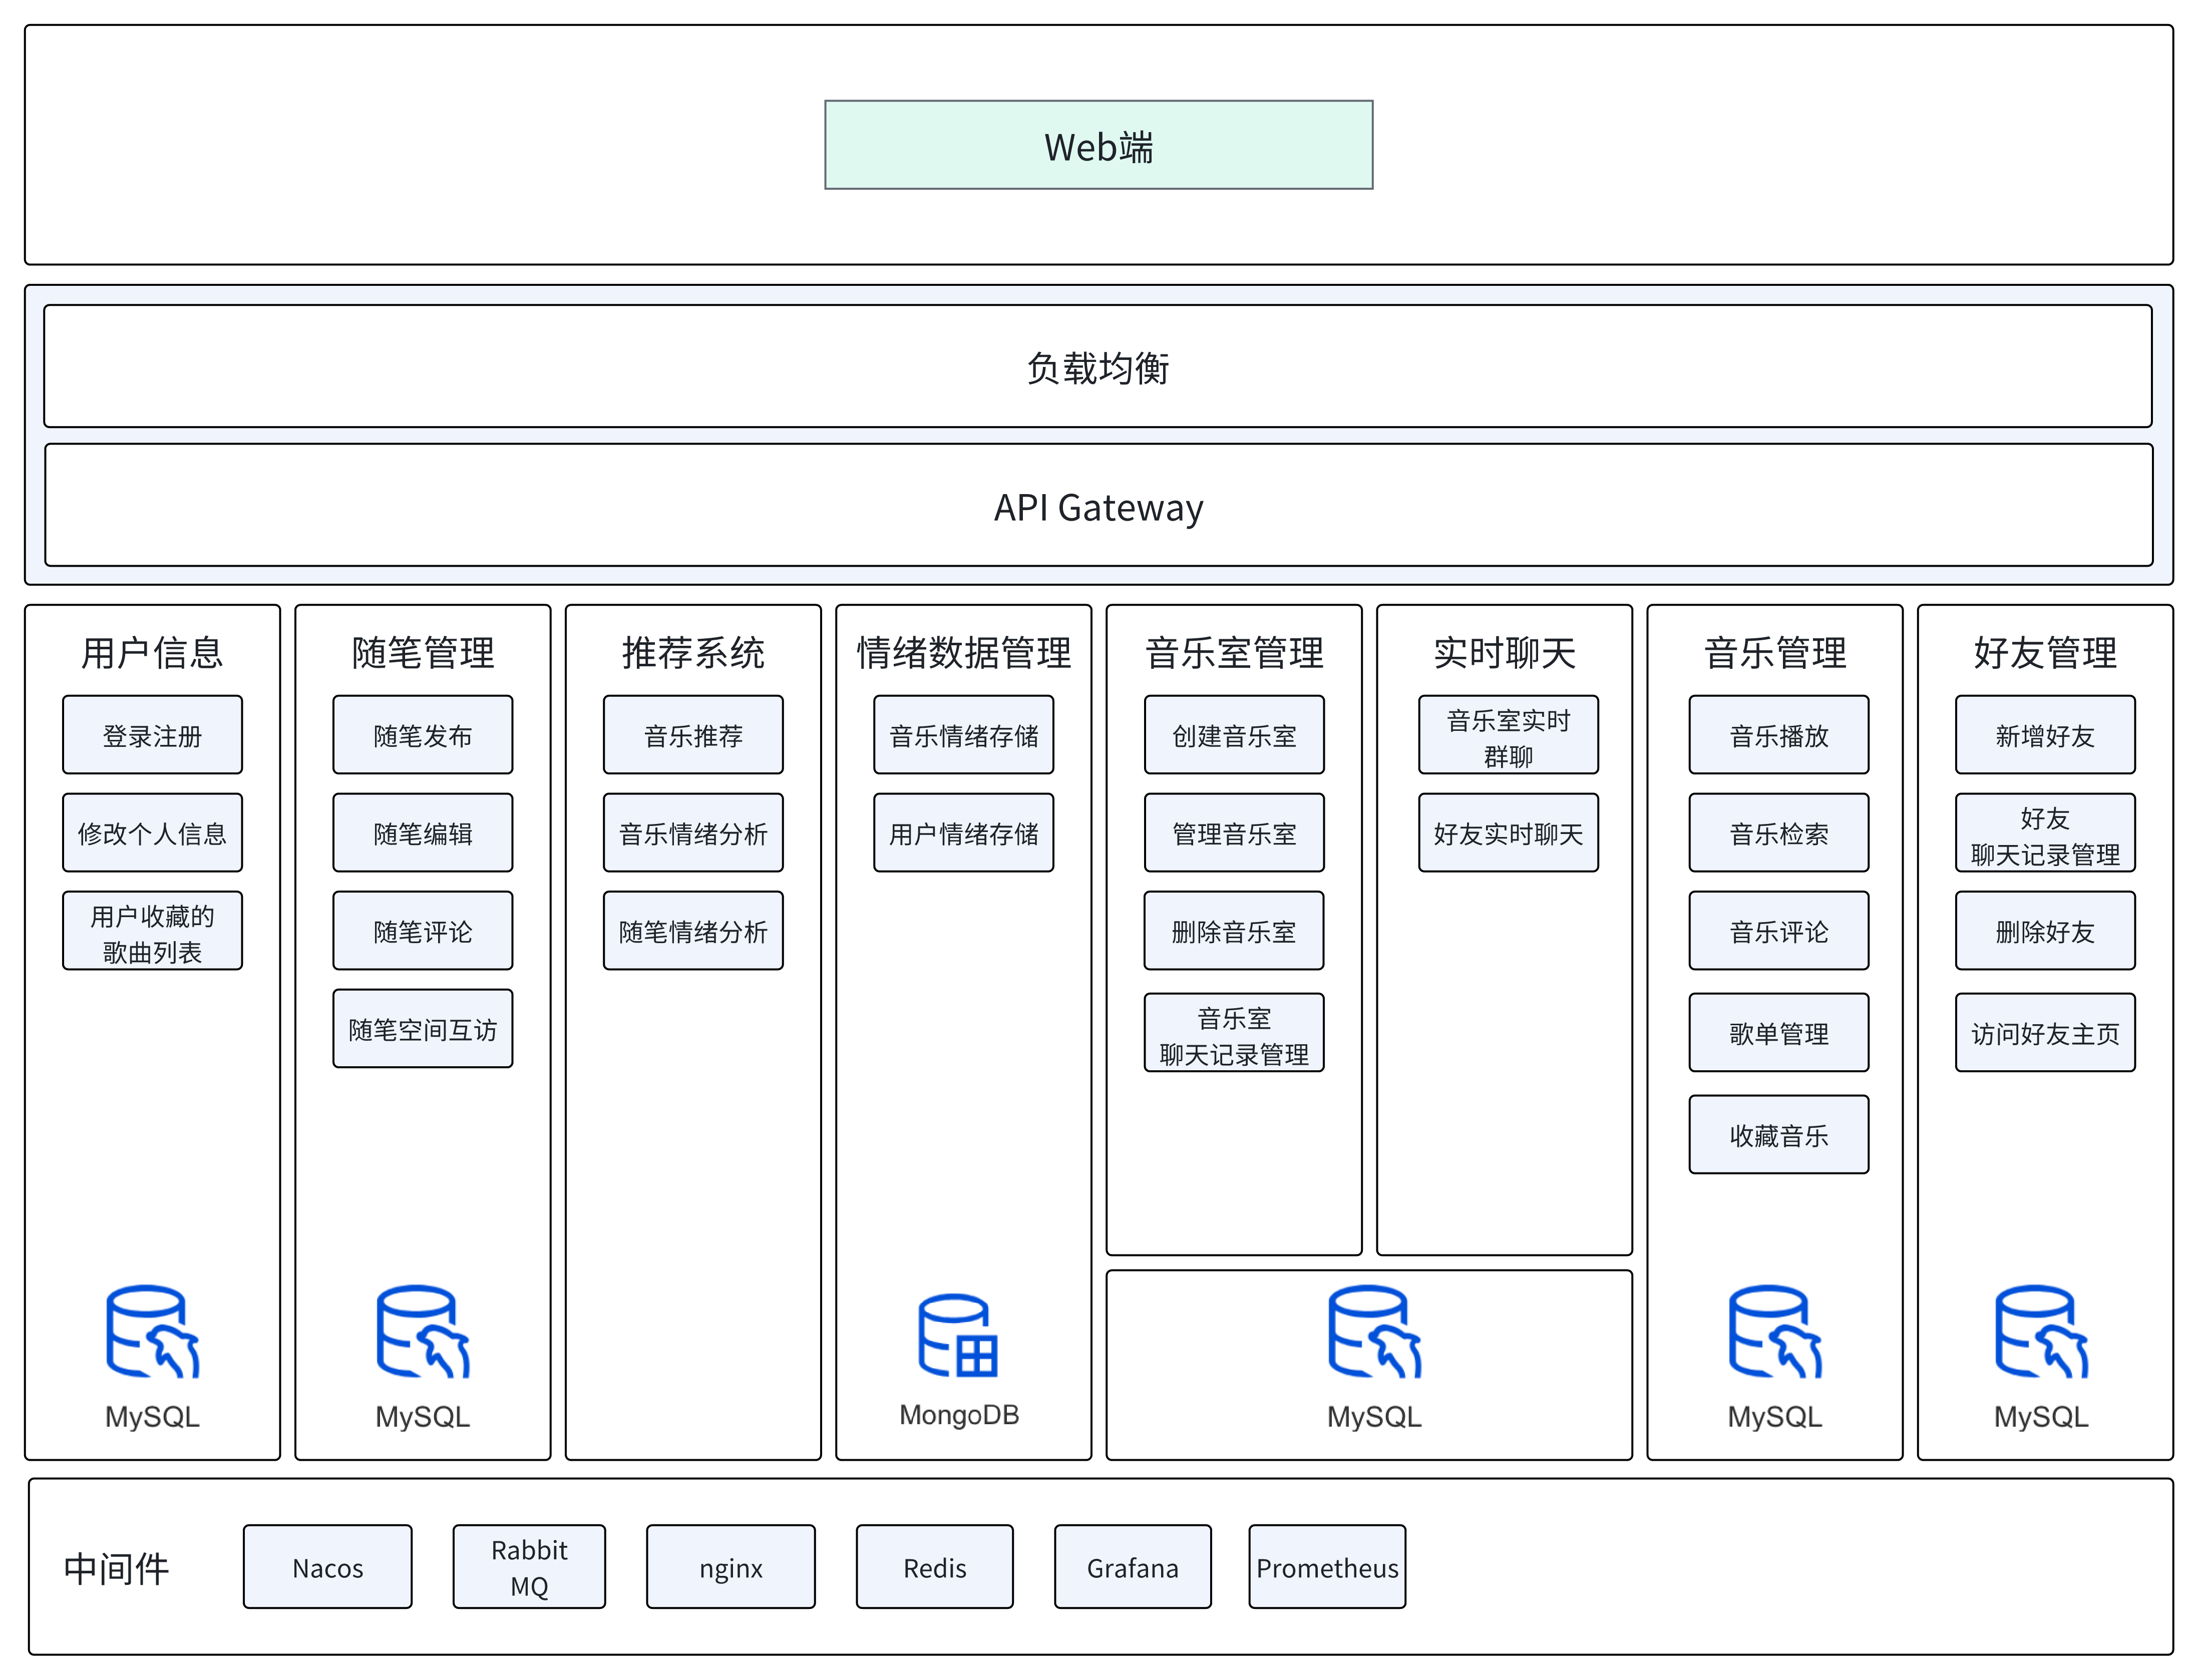 Web端
负载均衡
API Gateway
用户信息
登录注册
修改个人信息
用户收藏的
歌曲列表
MySQL
随笔管理
随笔发布
随笔编辑
随笔评论
随笔空间互访
MySQL
推荐系统
音乐推荐
音乐情绪分析
随笔情绪分析
情绪数据管理
音乐情绪存储
用户情绪存储
MongoDB
音乐室管理
创建音乐室
管理音乐室
删除音乐室
音乐室
聊天记录管理
实时聊天
音乐室实时
群聊
好友实时聊天
MySQL
音乐管理
音乐播放
音乐检索
音乐评论
歌单管理
收藏音乐
MySQL
好友管理
新增好友
好友
聊天记录管理
删除好友
访问好友主页
MySQL
中间件
Nacos
Rabbit
MQ
nginx
Redis
Grafana
Prometheus